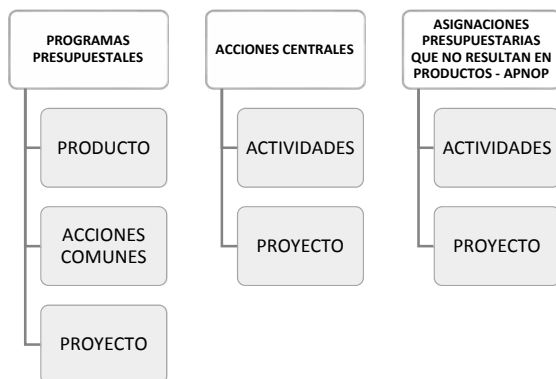 PROGRAMAS
PRESUPUESTALES
PRODUCTO
ACCIONES
COMUNES
PROYECTO
ACCIONES CENTRALES
ACTIVIDADES
PROYECTO
ASIGNACIONES
PRESUPUESTARIAS
QUE NO RESULTAN EN
PRODUCTOS - APNOP
ACTIVIDADES
PROYECTO